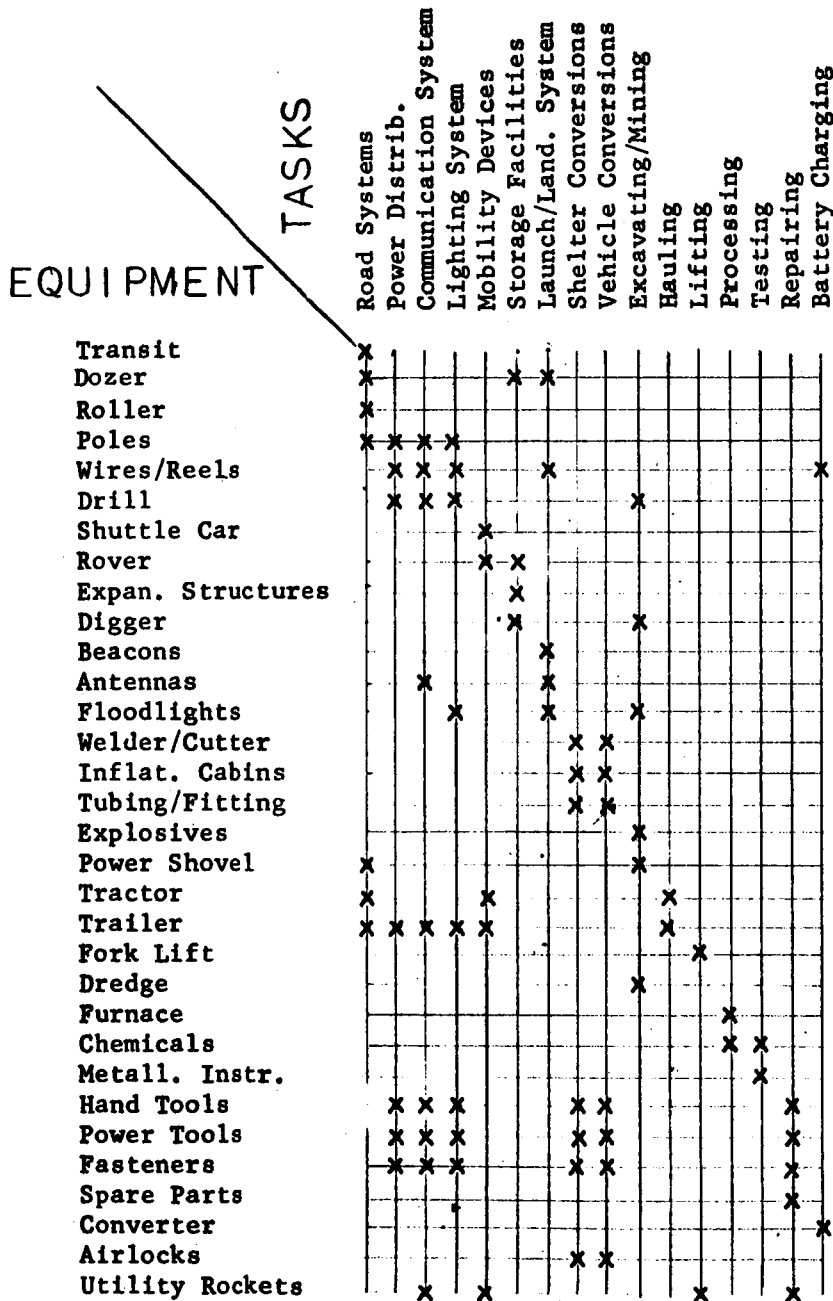 TASKS
EQUIPMENT
Road Systems
Power Distrib.
Communication System
Lighting System
Mobility Devices
Storage Facilities
Launch/Land. System
Shelter Conversions
Vehicle Conversions
Excavating/Mining
Hauling
Lifting
Processing
Testing
Repairing
Battery Charging
Transit X
Dozer X X X
Roller X
Poles X X X X
Wires/Reels X X X X X
Drill X X X X
Shuttle Car X
Rover X X
Expan. Structures X
Digger X X
Beacons X
Antennas X X
Floodlights X X X
Welder/Cutter X X
Inflat. Cabins X X
Tubing/Fitting X X
Explosives X
Power Shovel X X
Tractor X X X
Trailer X X X X X X
Fork Lift X
Dredge X
Furnace X
Chemicals X X
Metall. Instr. X
Hand Tools X X X X X X
Power Tools X X X X X X
Fasteners X X X X X X
Spare Parts X
Converter X
Airlocks X X
Utility Rockets X X X X